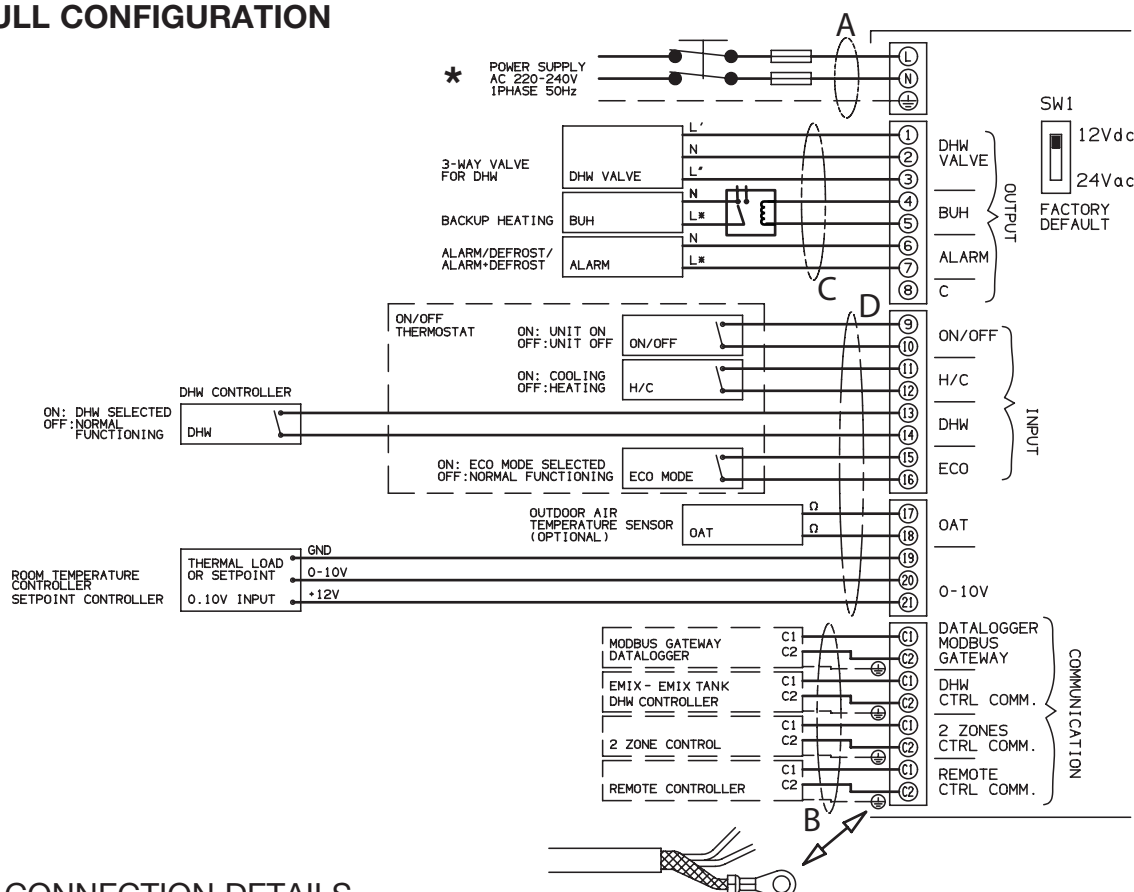 ULL CONFIGURATION
A
*
POWER SUPPLY
AC 220-240V
1PHASE 50Hz
L
N
SW1
12Vdc
24Vac
FACTORY
DEFAULT
3-WAY VALVE
FOR DHW
DHW VALVE
L'
N
L"
1
2
3
DHW
VALVE
BACKUP HEATING
BUH
N
L*
4
5
BUH
ALARM/DEFROST/
ALARM+DEFROST
ALARM
N
L*
6
7
ALARM
8
C
OUTPUT
C
D
ON/OFF
THERMOSTAT
ON: UNIT ON
OFF:UNIT OFF
ON/OFF
9
10
ON/OFF
ON: COOLING
OFF:HEATING
H/C
11
12
H/C
DHW CONTROLLER
ON: DHW SELECTED
OFF:NORMAL
FUNCTIONING
DHW
13
14
DHW
ON: ECO MODE SELECTED
OFF:NORMAL FUNCTIONING
ECO MODE
15
16
ECO
INPUT
OUTDOOR AIR
TEMPERATURE SENSOR
(OPTIONAL)
OAT
Ω
Ω
17
18
OAT
ROOM TEMPERATURE
CONTROLLER
SETPOINT CONTROLLER
THERMAL LOAD
OR SETPOINT
0.10V INPUT
GND
0-10V
+12V
19
20
21
0-10V
MODBUS GATEWAY
DATALOGGER
C1
C2
C1
C2
DATALOGGER
MODBUS
GATEWAY
EMIX- EMIX TANK
DHW CONTROLLER
C1
C2
C1
C2
DHW
CTRL COMM.
2 ZONE CONTROL
C1
C2
C1
C2
2 ZONES
CTRL COMM.
REMOTE CONTROLLER
C1
C2
C1
C2
REMOTE
CTRL COMM.
COMMUNICATION
B
CONNECTION DETAILS